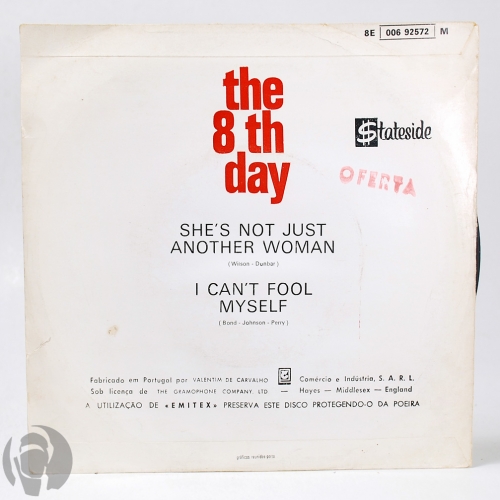 8E 006 92572 M
the
8 th
day
$tateside
OFERTA
SHE'S NOT JUST
ANOTHER WOMAN
( Wilson - Dunbar )
I CAN'T FOOL
MYSELF
( Bond - Johnson - Perry )
Fabricado em Portugal por VALENTIM DE CARVALHO Comércio e Indústria, S. A. R. L.
Sob licença de THE GRAMOPHONE COMPANY, LTD. — Hayes — Middlesex — England
A UTILIZAÇÃO DE «EMITEX» PRESERVA ESTE DISCO PROTEGENDO-O DA POEIRA